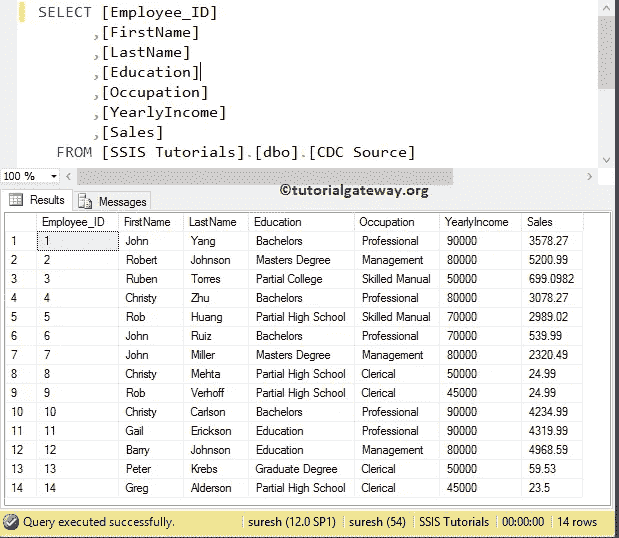 SELECT [Employee_ID]
,[FirstName]
,[LastName]
,[Education]
,[Occupation]
,[YearlyIncome]
,[Sales]
FROM [SSIS Tutorials].[dbo].[CDC Source]
100 %
©tutorialgateway.org
Results Messages
Employee_ID FirstName LastName Education Occupation YearlyIncome Sales
1 1 John Yang Bachelors Professional 90000 3578.27
2 2 Robert Johnson Masters Degree Management 80000 5200.99
3 3 Ruben Torres Partial College Skilled Manual 50000 699.0982
4 4 Christy Zhu Bachelors Professional 80000 3078.27
5 5 Rob Huang Partial High School Skilled Manual 70000 2989.02
6 6 John Ruiz Bachelors Professional 70000 539.99
7 7 John Miller Masters Degree Management 80000 2320.49
8 8 Christy Mehta Partial High School Clerical 50000 24.99
9 9 Rob Verhoff Partial High School Clerical 45000 24.99
10 10 Christy Carlson Bachelors Professional 90000 4234.99
11 11 Gail Erickson Education Professional 90000 4319.99
12 12 Barry Johnson Education Management 80000 4968.59
13 13 Peter Krebs Graduate Degree Clerical 50000 59.53
14 14 Greg Alderson Partial High School Clerical 45000 23.5
Query executed successfully. suresh (12.0 SP1) suresh (54) SSIS Tutorials 00:00:00 14 rows